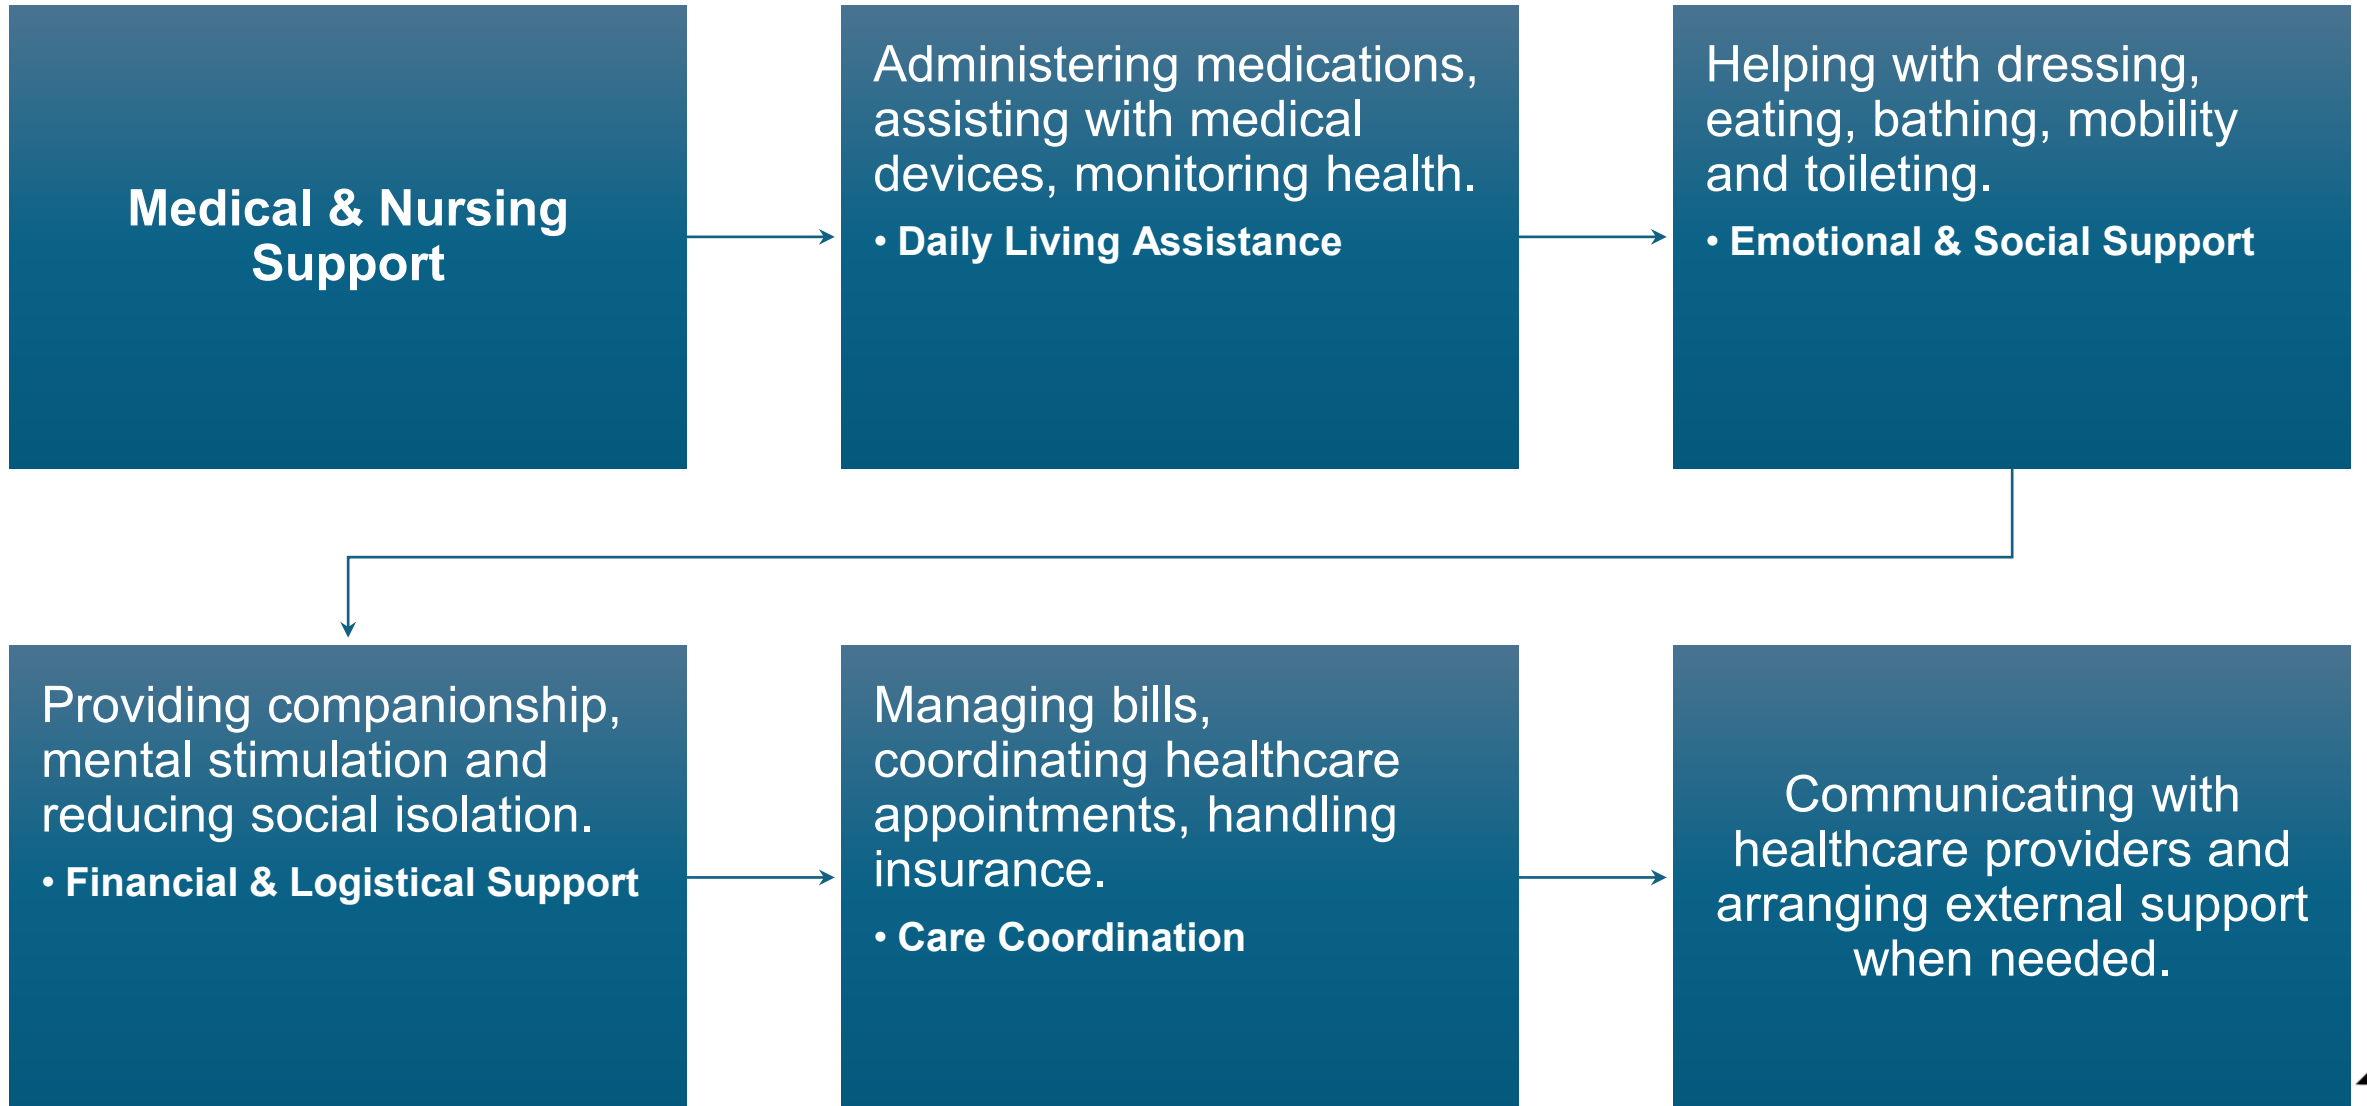 Medical & Nursing
Support
Administering medications,
assisting with medical
devices, monitoring health.
• Daily Living Assistance
Helping with dressing,
eating, bathing, mobility
and toileting.
• Emotional & Social Support
Providing companionship,
mental stimulation and
reducing social isolation.
• Financial & Logistical Support
Managing bills,
coordinating healthcare
appointments, handling
insurance.
• Care Coordination
Communicating with
healthcare providers and
arranging external support
when needed.